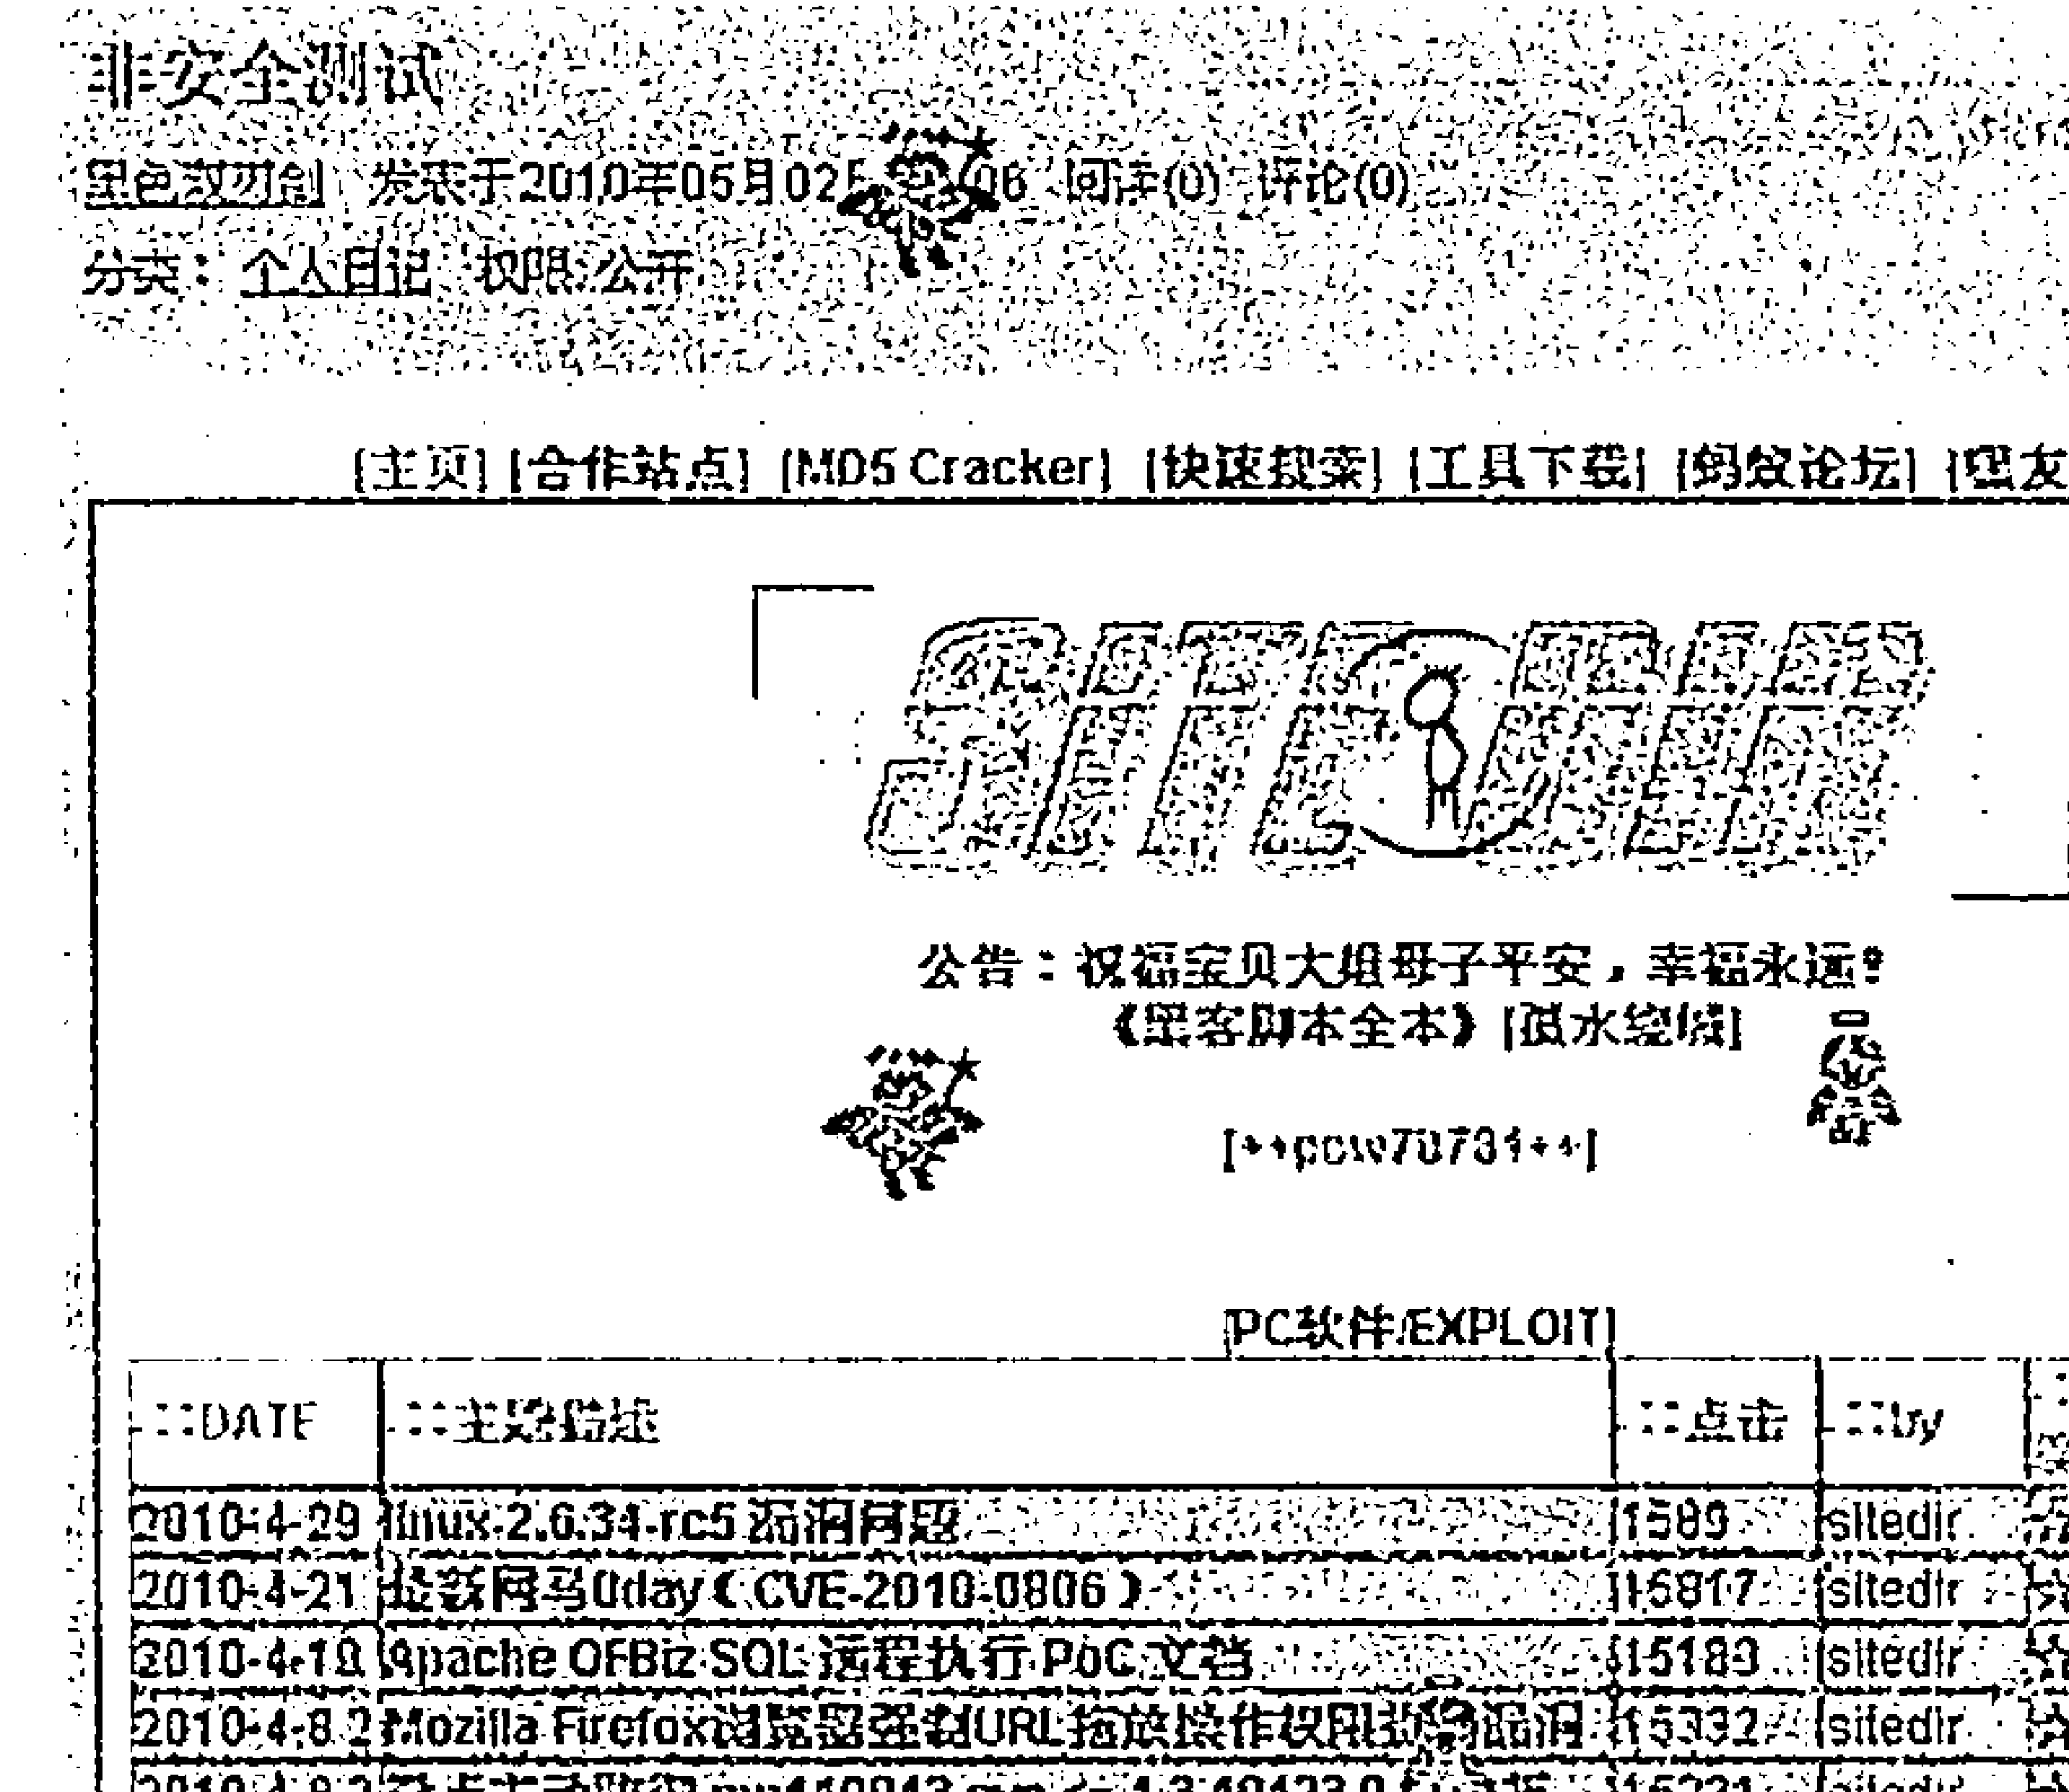 非安全测试
发表于2010年05月02 06 阅读(0) 评论(0)
分类： 个人日记 权限:公开
[主页] [合作站点] [MD5 Cracker] [快速搜索] [工具下载] [蚂蚁论坛] [黑友
公告：祝福宝贝大姐母子平安，幸福永远!
《黑客脚本全本》
PC软件/EXPLOIT]
::DATE ::主题描述 ::点击 ::by
2010-4-29 linux-2.6.34-rc5 漏洞问题 1589 sitedir
2010-4-21 最新网马0day（CVE-2010-0806） 15817 sitedir
Apache OFBiz SQL 远程执行 PoC 文档 sitedir
2010-4-8 2 Mozilla Firefox浏览器强制URL拖放操作权限 漏洞 15332 sitedir